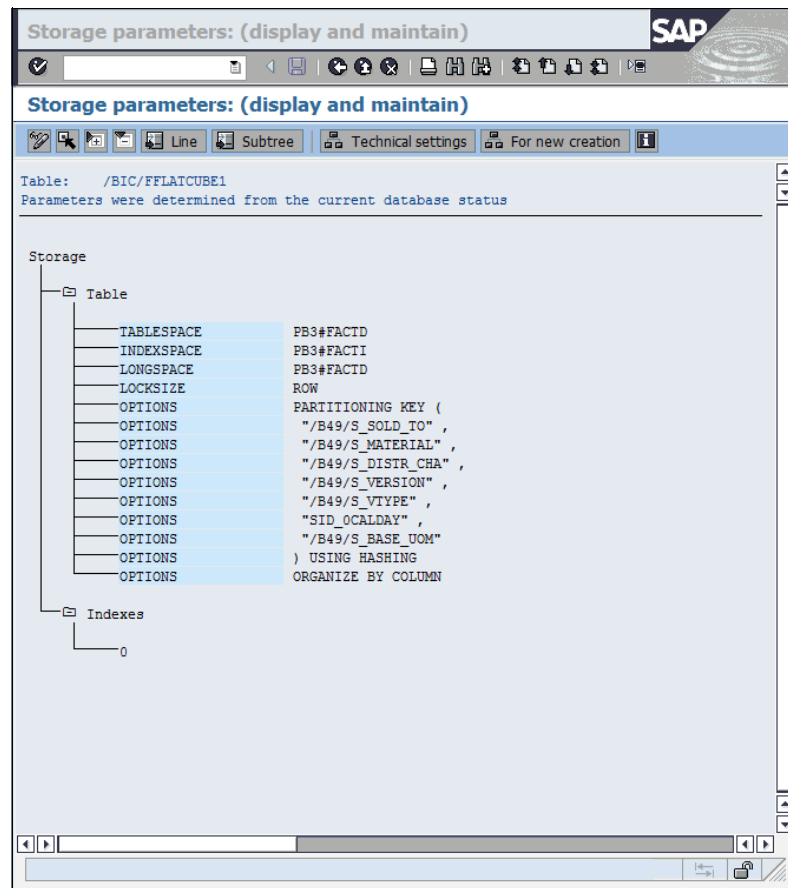 Storage parameters: (display and maintain)
SAP
Storage parameters: (display and maintain)
Line Subtree Technical settings For new creation
Table: /BIC/FFLATCUBE1
Parameters were determined from the current database status
Storage
Table
TABLESPACE PB3#FACTD
INDEXSPACE PB3#FACTI
LONGSPACE PB3#FACTD
LOCKSIZE ROW
OPTIONS PARTITIONING KEY (
OPTIONS "/B49/S_SOLD_TO" ,
OPTIONS "/B49/S_MATERIAL" ,
OPTIONS "/B49/S_DISTR_CHA" ,
OPTIONS "/B49/S_VERSION" ,
OPTIONS "/B49/S_VTYPE" ,
OPTIONS "SID_0CALDAY" ,
OPTIONS "/B49/S_BASE_UOM"
OPTIONS ) USING HASHING
OPTIONS ORGANIZE BY COLUMN
Indexes
0